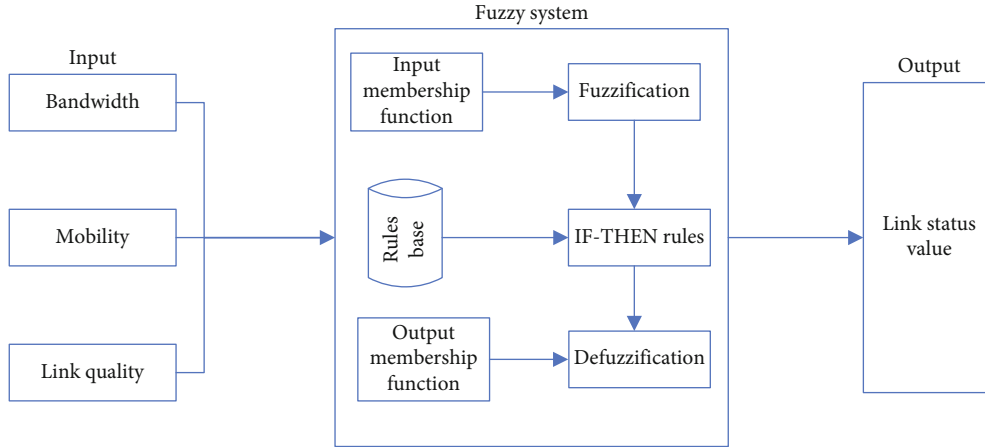 Fuzzy system
Input
Bandwidth
Mobility
Link quality
Input
membership
function
Fuzzification
Rules
base
IF-THEN rules
Output
membership
function
Defuzzification
Output
Link status
value